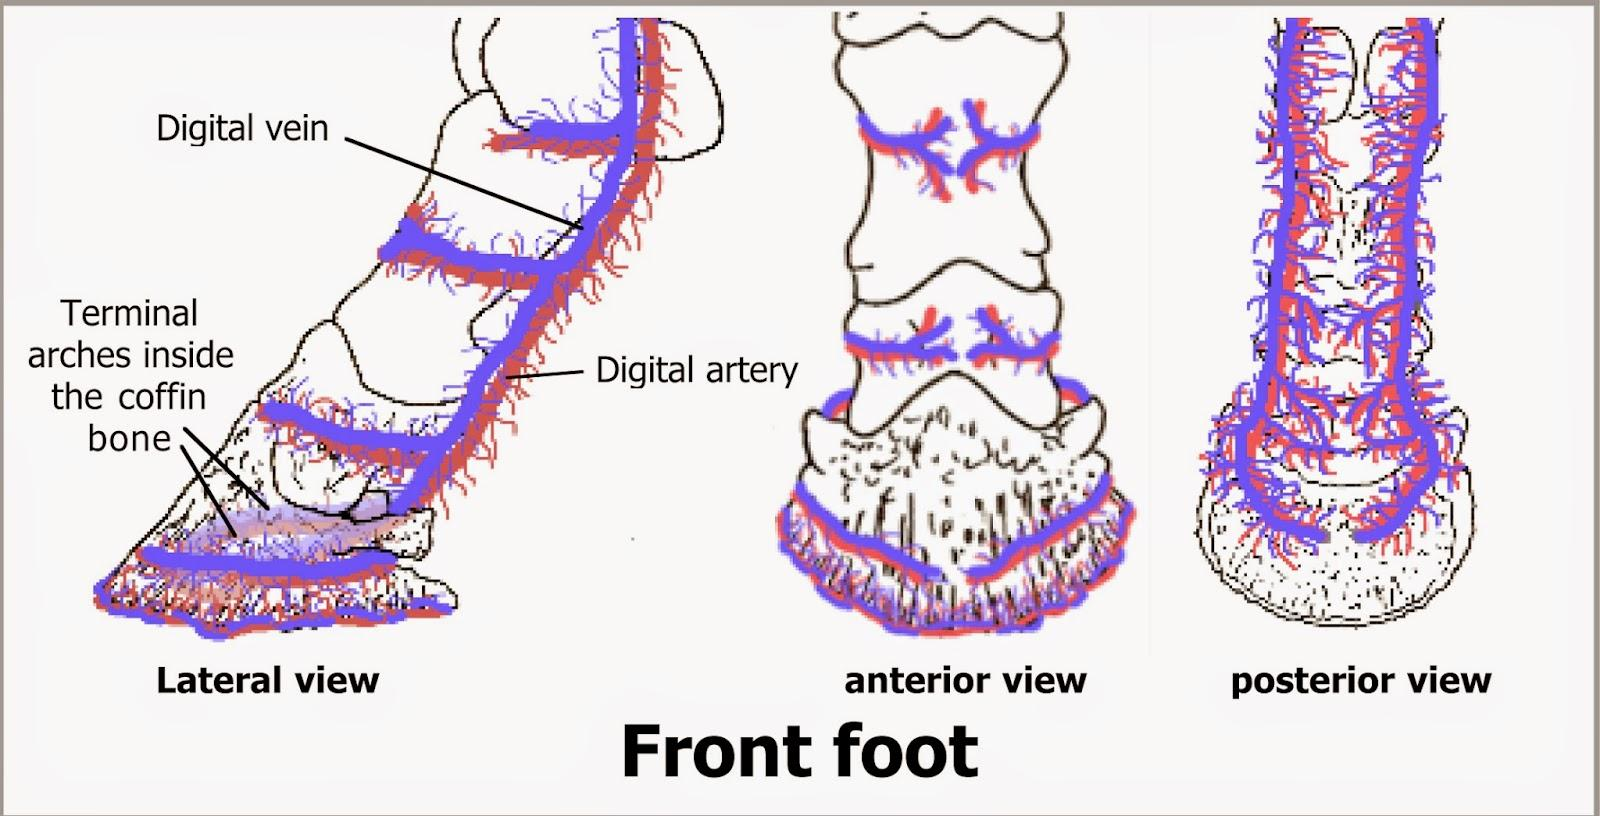 Digital vein
Terminal
arches inside
the coffin
bone
Digital artery
Lateral view
anterior view
posterior view
Front foot